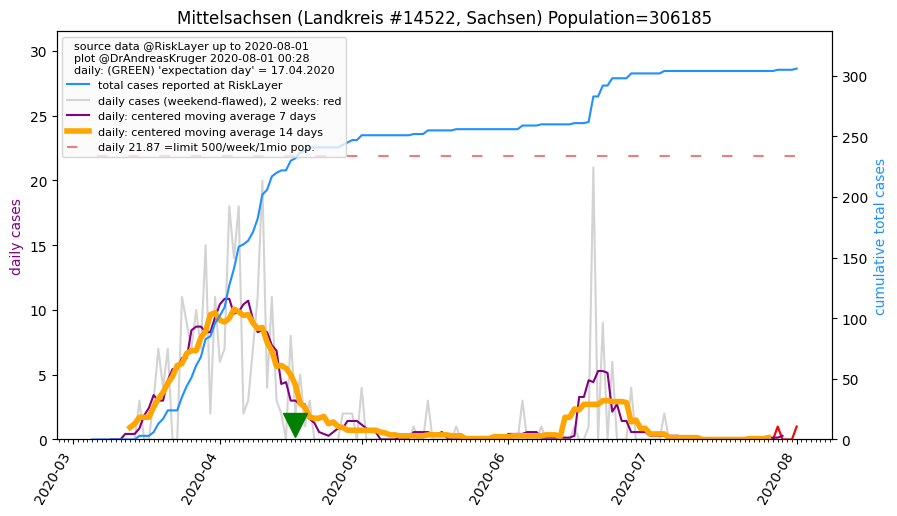 Mittelsachsen (Landkreis #14522, Sachsen) Population=306185
source data @RiskLayer up to 2020-08-01
plot @DrAndreasKruger 2020-08-01 00:28
daily: (GREEN) 'expectation day' = 17.04.2020
total cases reported at RiskLayer
daily cases (weekend-flawed), 2 weeks: red
daily: centered moving average 7 days
daily: centered moving average 14 days
daily 21.87 =limit 500/week/1mio pop.
daily cases
30
25
20
15
10
5
0
cumulative total cases
300
250
200
150
100
50
0
2020-03
2020-04
2020-05
2020-06
2020-07
2020-08